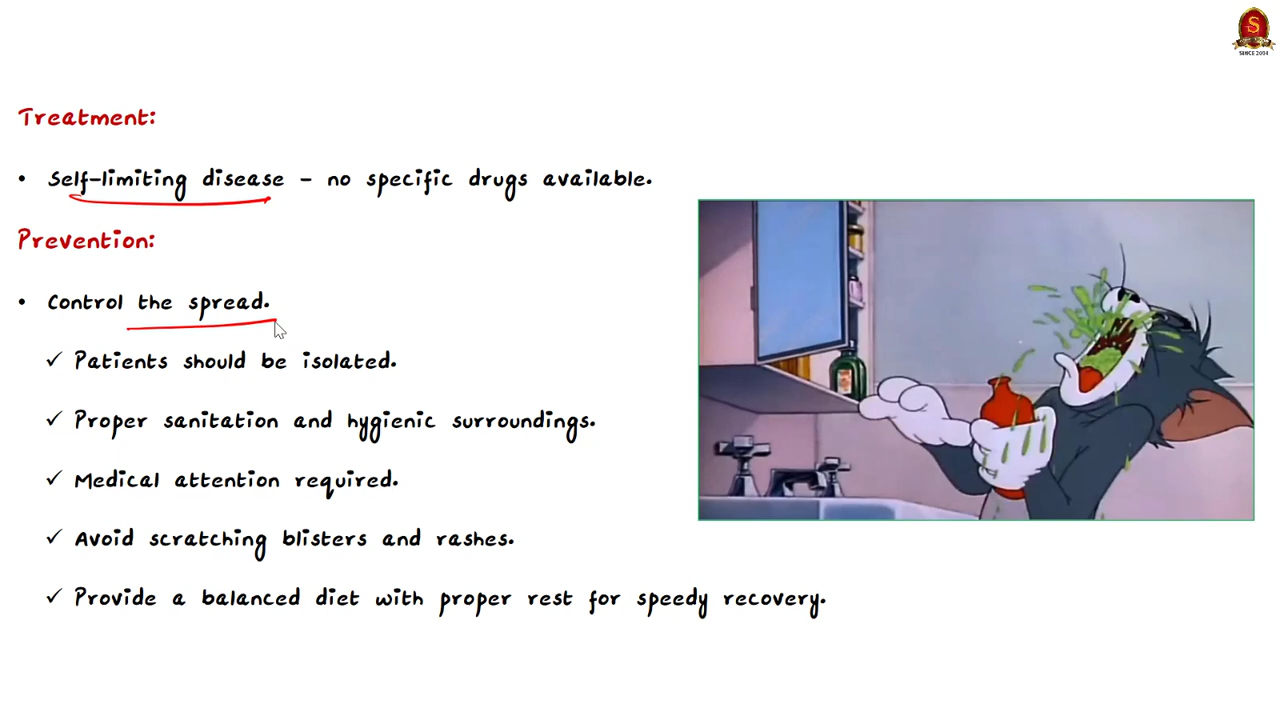 S
SINCE 2004
Treatment:
• Self-limiting disease – no specific drugs available.
Prevention:
• Control the spread.
✓ Patients should be isolated.
✓ Proper sanitation and hygienic surroundings.
✓ Medical attention required.
✓ Avoid scratching blisters and rashes.
✓ Provide a balanced diet with proper rest for speedy recovery.